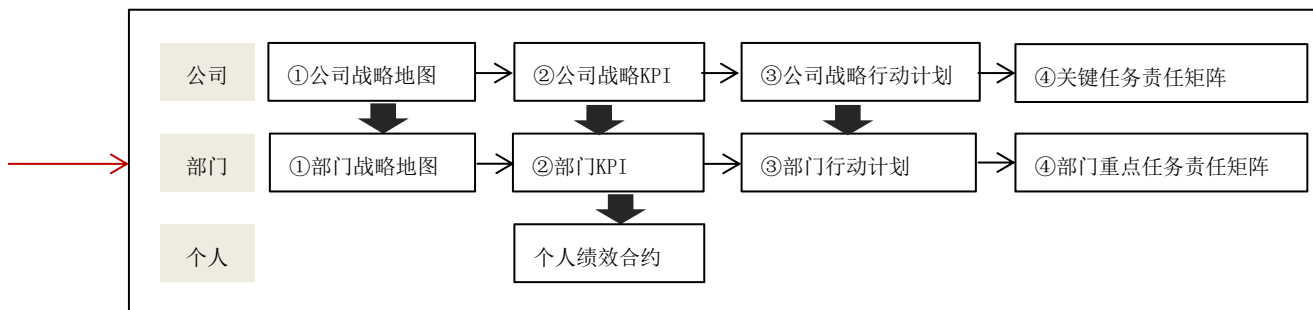 公司
①公司战略地图
②公司战略KPI
③公司战略行动计划
④关键任务责任矩阵
部门
①部门战略地图
②部门KPI
③部门行动计划
④部门重点任务责任矩阵
个人
个人绩效合约